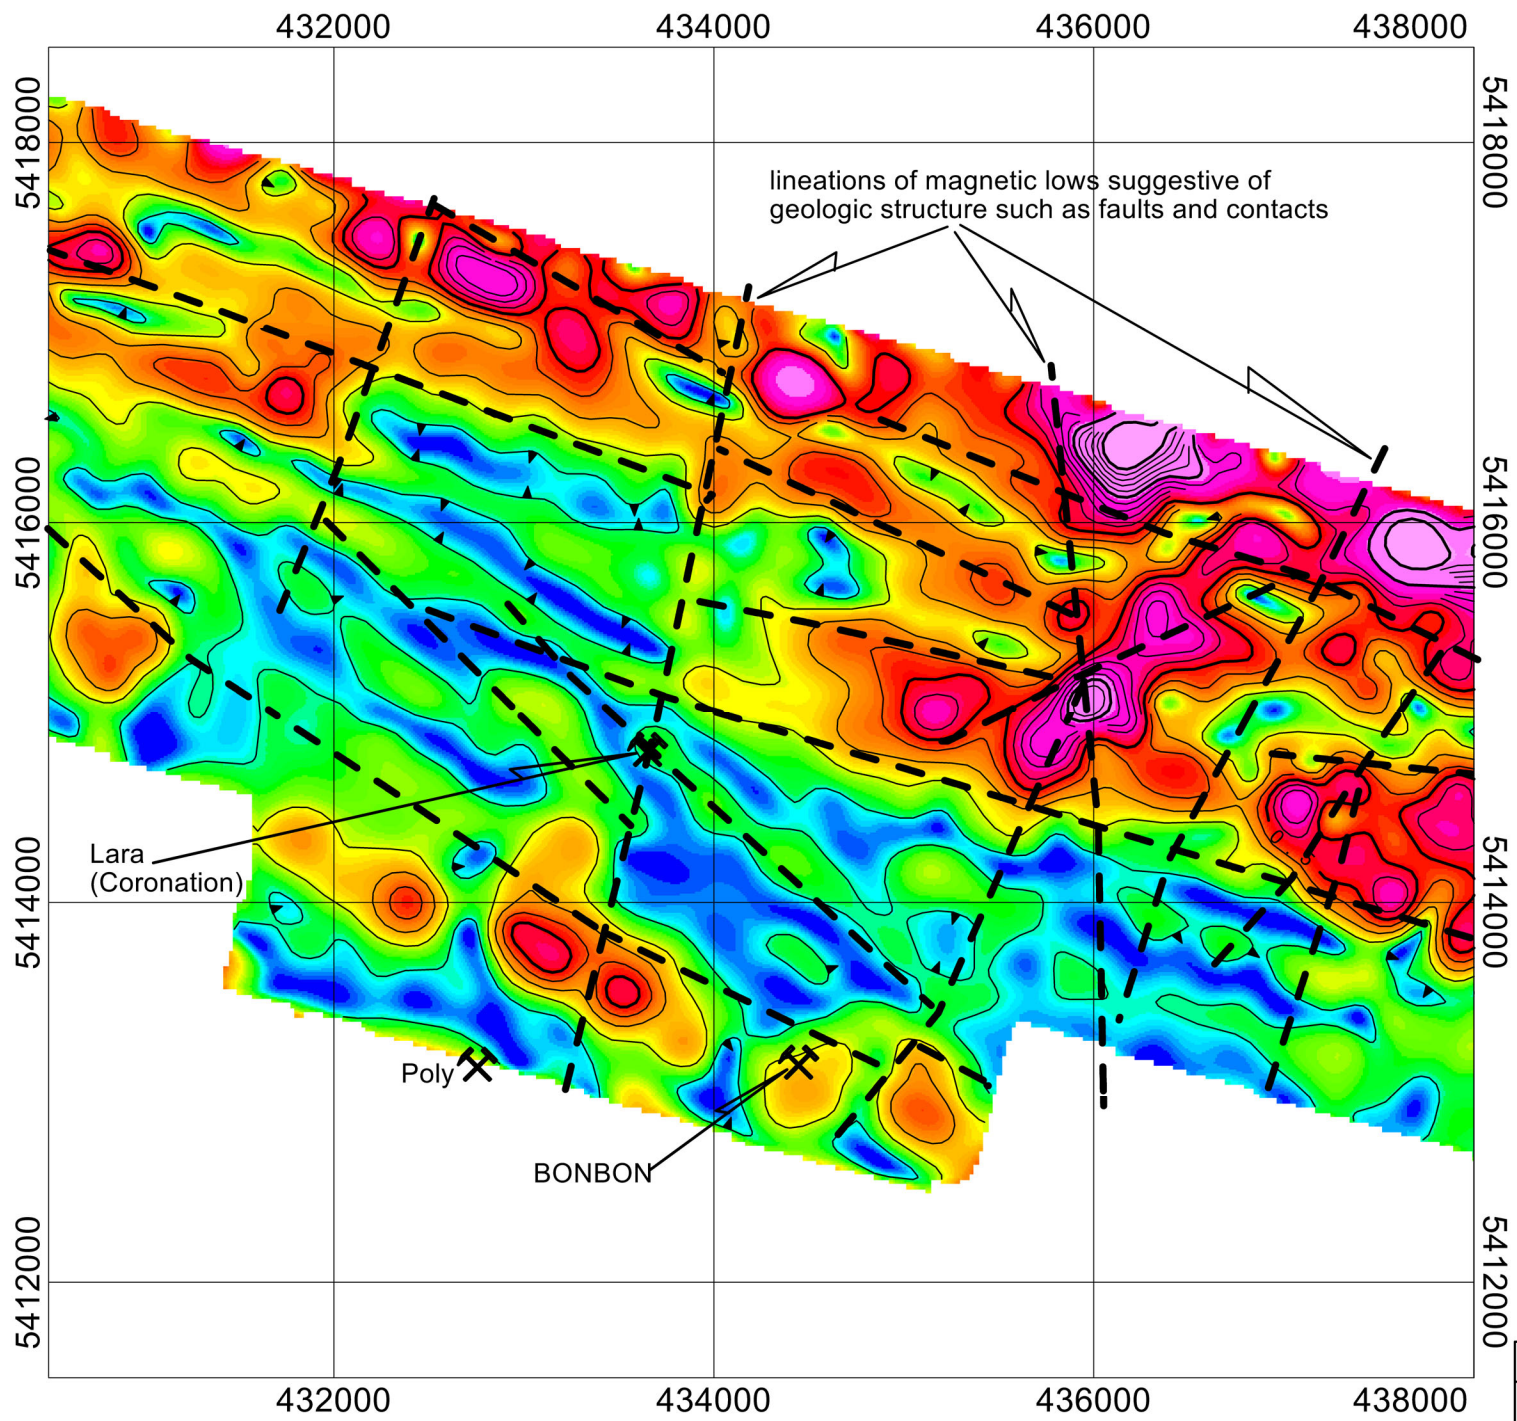 432000 434000 436000 438000
5418000 5418000
lineations of magnetic lows suggestive of
geologic structure such as faults and contacts
5416000 5416000
Lara
(Coronation)
5414000 5414000
0
Poly
BONBON
5412000 5412000
432000 434000 436000 438000